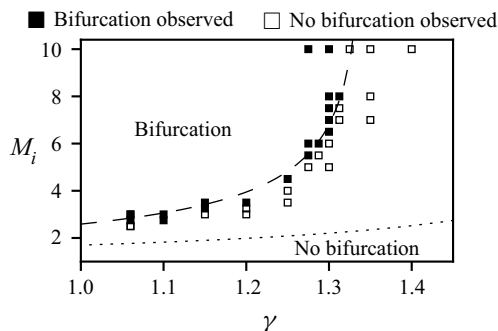 Bifurcation observed No bifurcation observed
10
8
Bifurcation
M_i 6
4
2
No bifurcation
1.0 1.1 1.2 1.3 1.4
γ